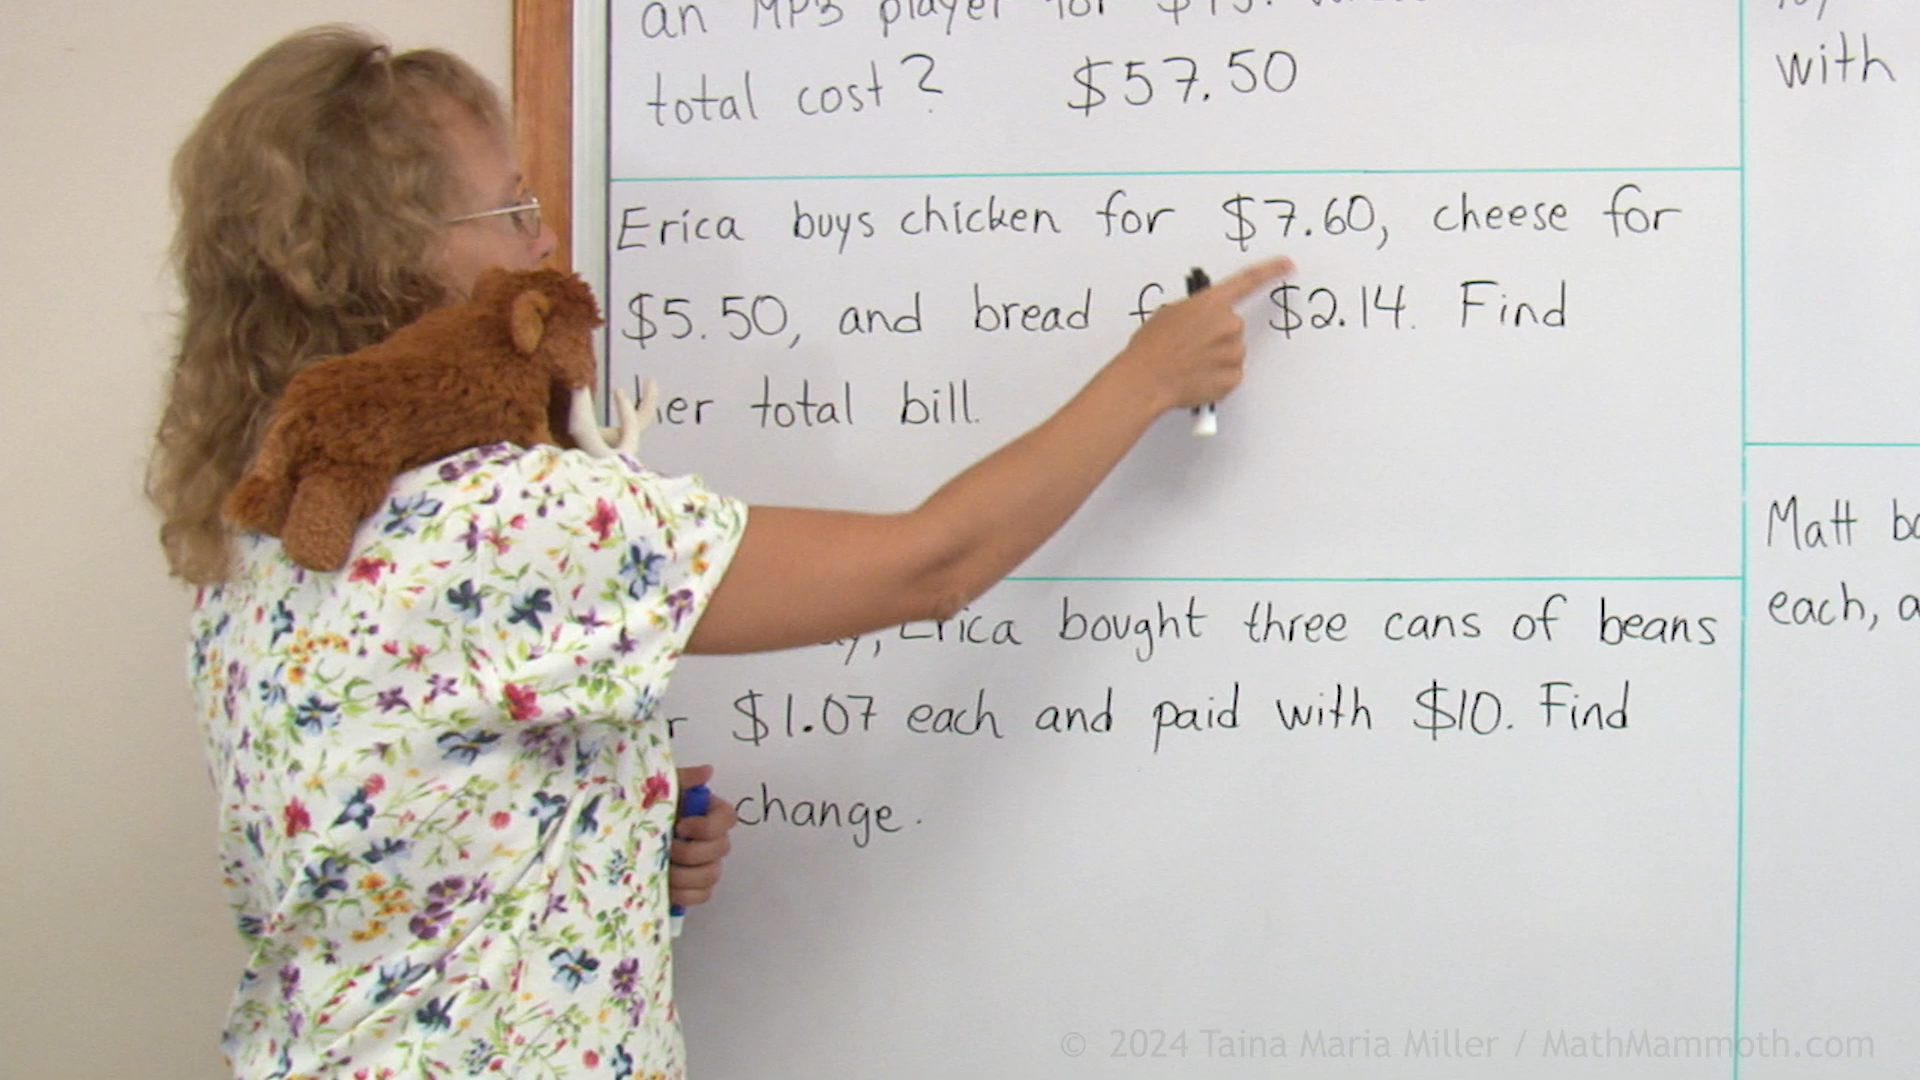 an MP3 player for
total cost? $57.50
with
Erica buys chicken for $7.60, cheese for
$5.50, and bread $2.14. Find
her total bill.
Erica bought three cans of beans
$1.07 each and paid with $10. Find
change.
Matt
each,
© 2024 Taina Maria Miller / MathMammoth.com